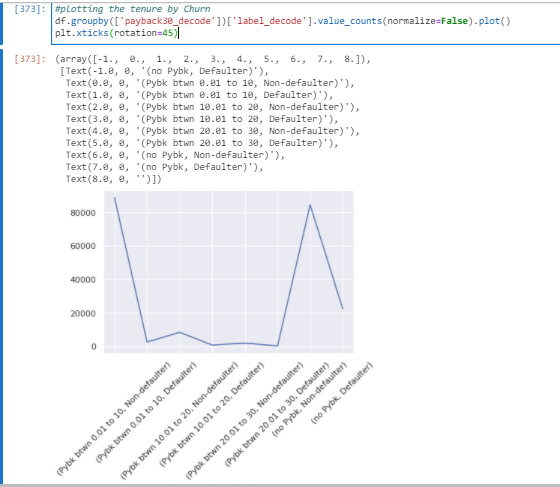 [373]: #Plotting the tenure by Churn
df.groupby(['payback30_decode'])['label_decode'].value_counts(normalize=False).plot()
plt.xticks(rotation=45)
[373]: (array([-1., 0., 1., 2., 3., 4., 5., 6., 7., 8.]),
[Text(-1.0, 0, '(no Pybk, Defaulter)'),
Text(0.0, 0, '(Pybk btwn 0.01 to 10, Non-defaulter)'),
Text(1.0, 0, '(Pybk btwn 0.01 to 10, Defaulter)'),
Text(2.0, 0, '(Pybk btwn 10.01 to 20, Non-defaulter)'),
Text(3.0, 0, '(Pybk btwn 10.01 to 20, Defaulter)'),
Text(4.0, 0, '(Pybk btwn 20.01 to 30, Non-defaulter)'),
Text(5.0, 0, '(Pybk btwn 20.01 to 30, Defaulter)'),
Text(6.0, 0, '(no Pybk, Non-defaulter)'),
Text(7.0, 0, '(no Pybk, Defaulter)'),
Text(8.0, 0, '')])
80000
60000
40000
20000
0
(Pybk btwn 0.01 to 10, Non-defaulter)
(Pybk btwn 0.01 to 10, Defaulter)
(Pybk btwn 10.01 to 20, Non-defaulter)
(Pybk btwn 10.01 to 20, Defaulter)
(Pybk btwn 20.01 to 30, Non-defaulter)
(Pybk btwn 20.01 to 30, Defaulter)
(no Pybk, Non-defaulter)
(no Pybk, Defaulter)